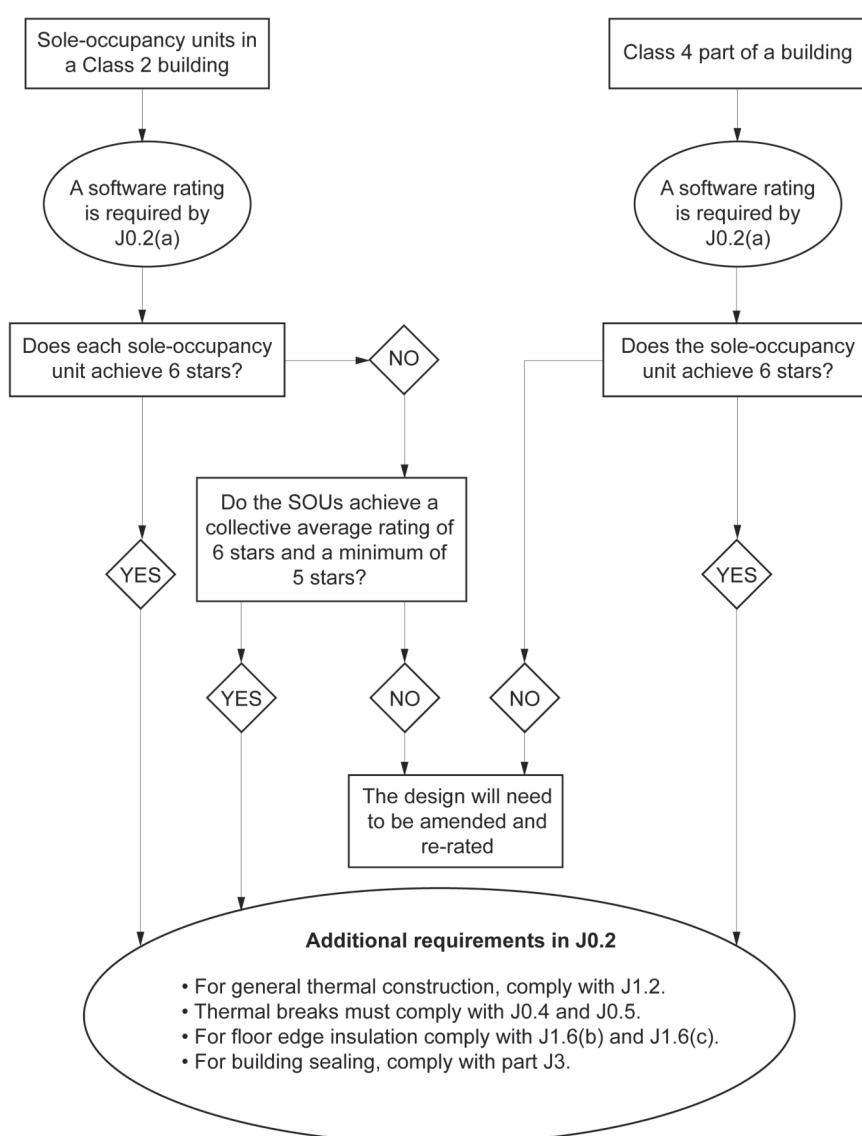 Sole-occupancy units in
a Class 2 building
Class 4 part of a building
A software rating
is required by
J0.2(a)
A software rating
is required by
J0.2(a)
Does each sole-occupancy
unit achieve 6 stars?
NO
Does the sole-occupancy
unit achieve 6 stars?
Do the SOUs achieve a
collective average rating of
6 stars and a minimum of
5 stars?
YES
YES
YES
NO
NO
The design will need
to be amended and
re-rated
Additional requirements in J0.2
• For general thermal construction, comply with J1.2.
• Thermal breaks must comply with J0.4 and J0.5.
• For floor edge insulation comply with J1.6(b) and J1.6(c).
• For building sealing, comply with part J3.